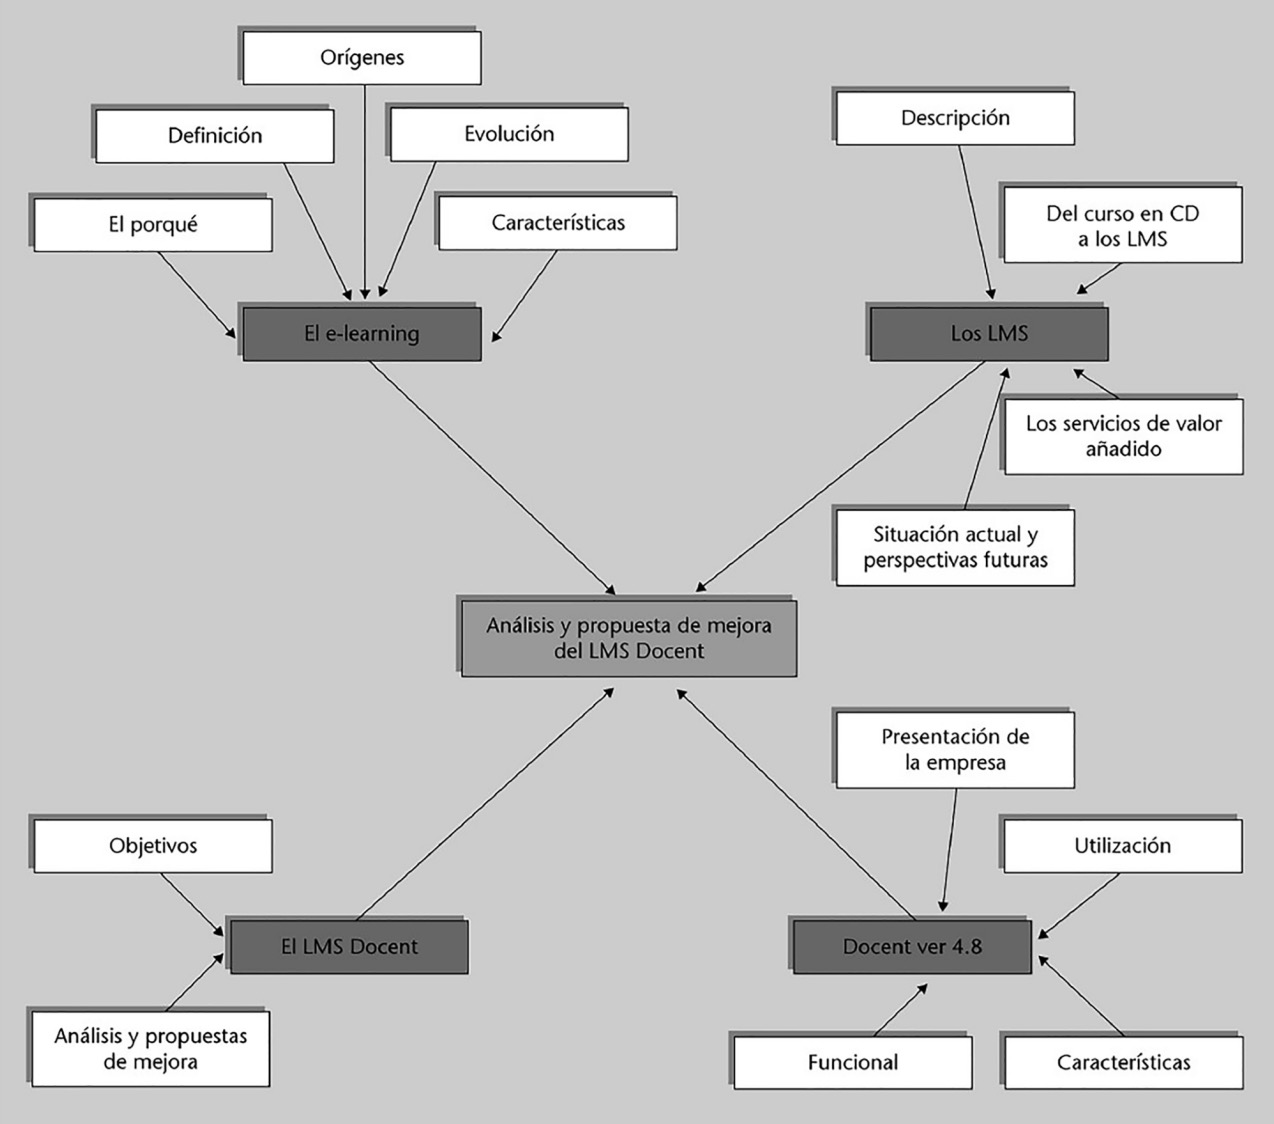 Orígenes
Definición
Evolución
El porqué
Características
El e-learning
Descripción
Del curso en CD
a los LMS
Los LMS
Los servicios de valor
añadido
Situación actual y
perspectivas futuras
Análisis y propuesta de mejora
del LMS Docent
Objetivos
El LMS Docent
Análisis y propuestas
de mejora
Presentación de
la empresa
Utilización
Docent ver 4.8
Funcional
Características